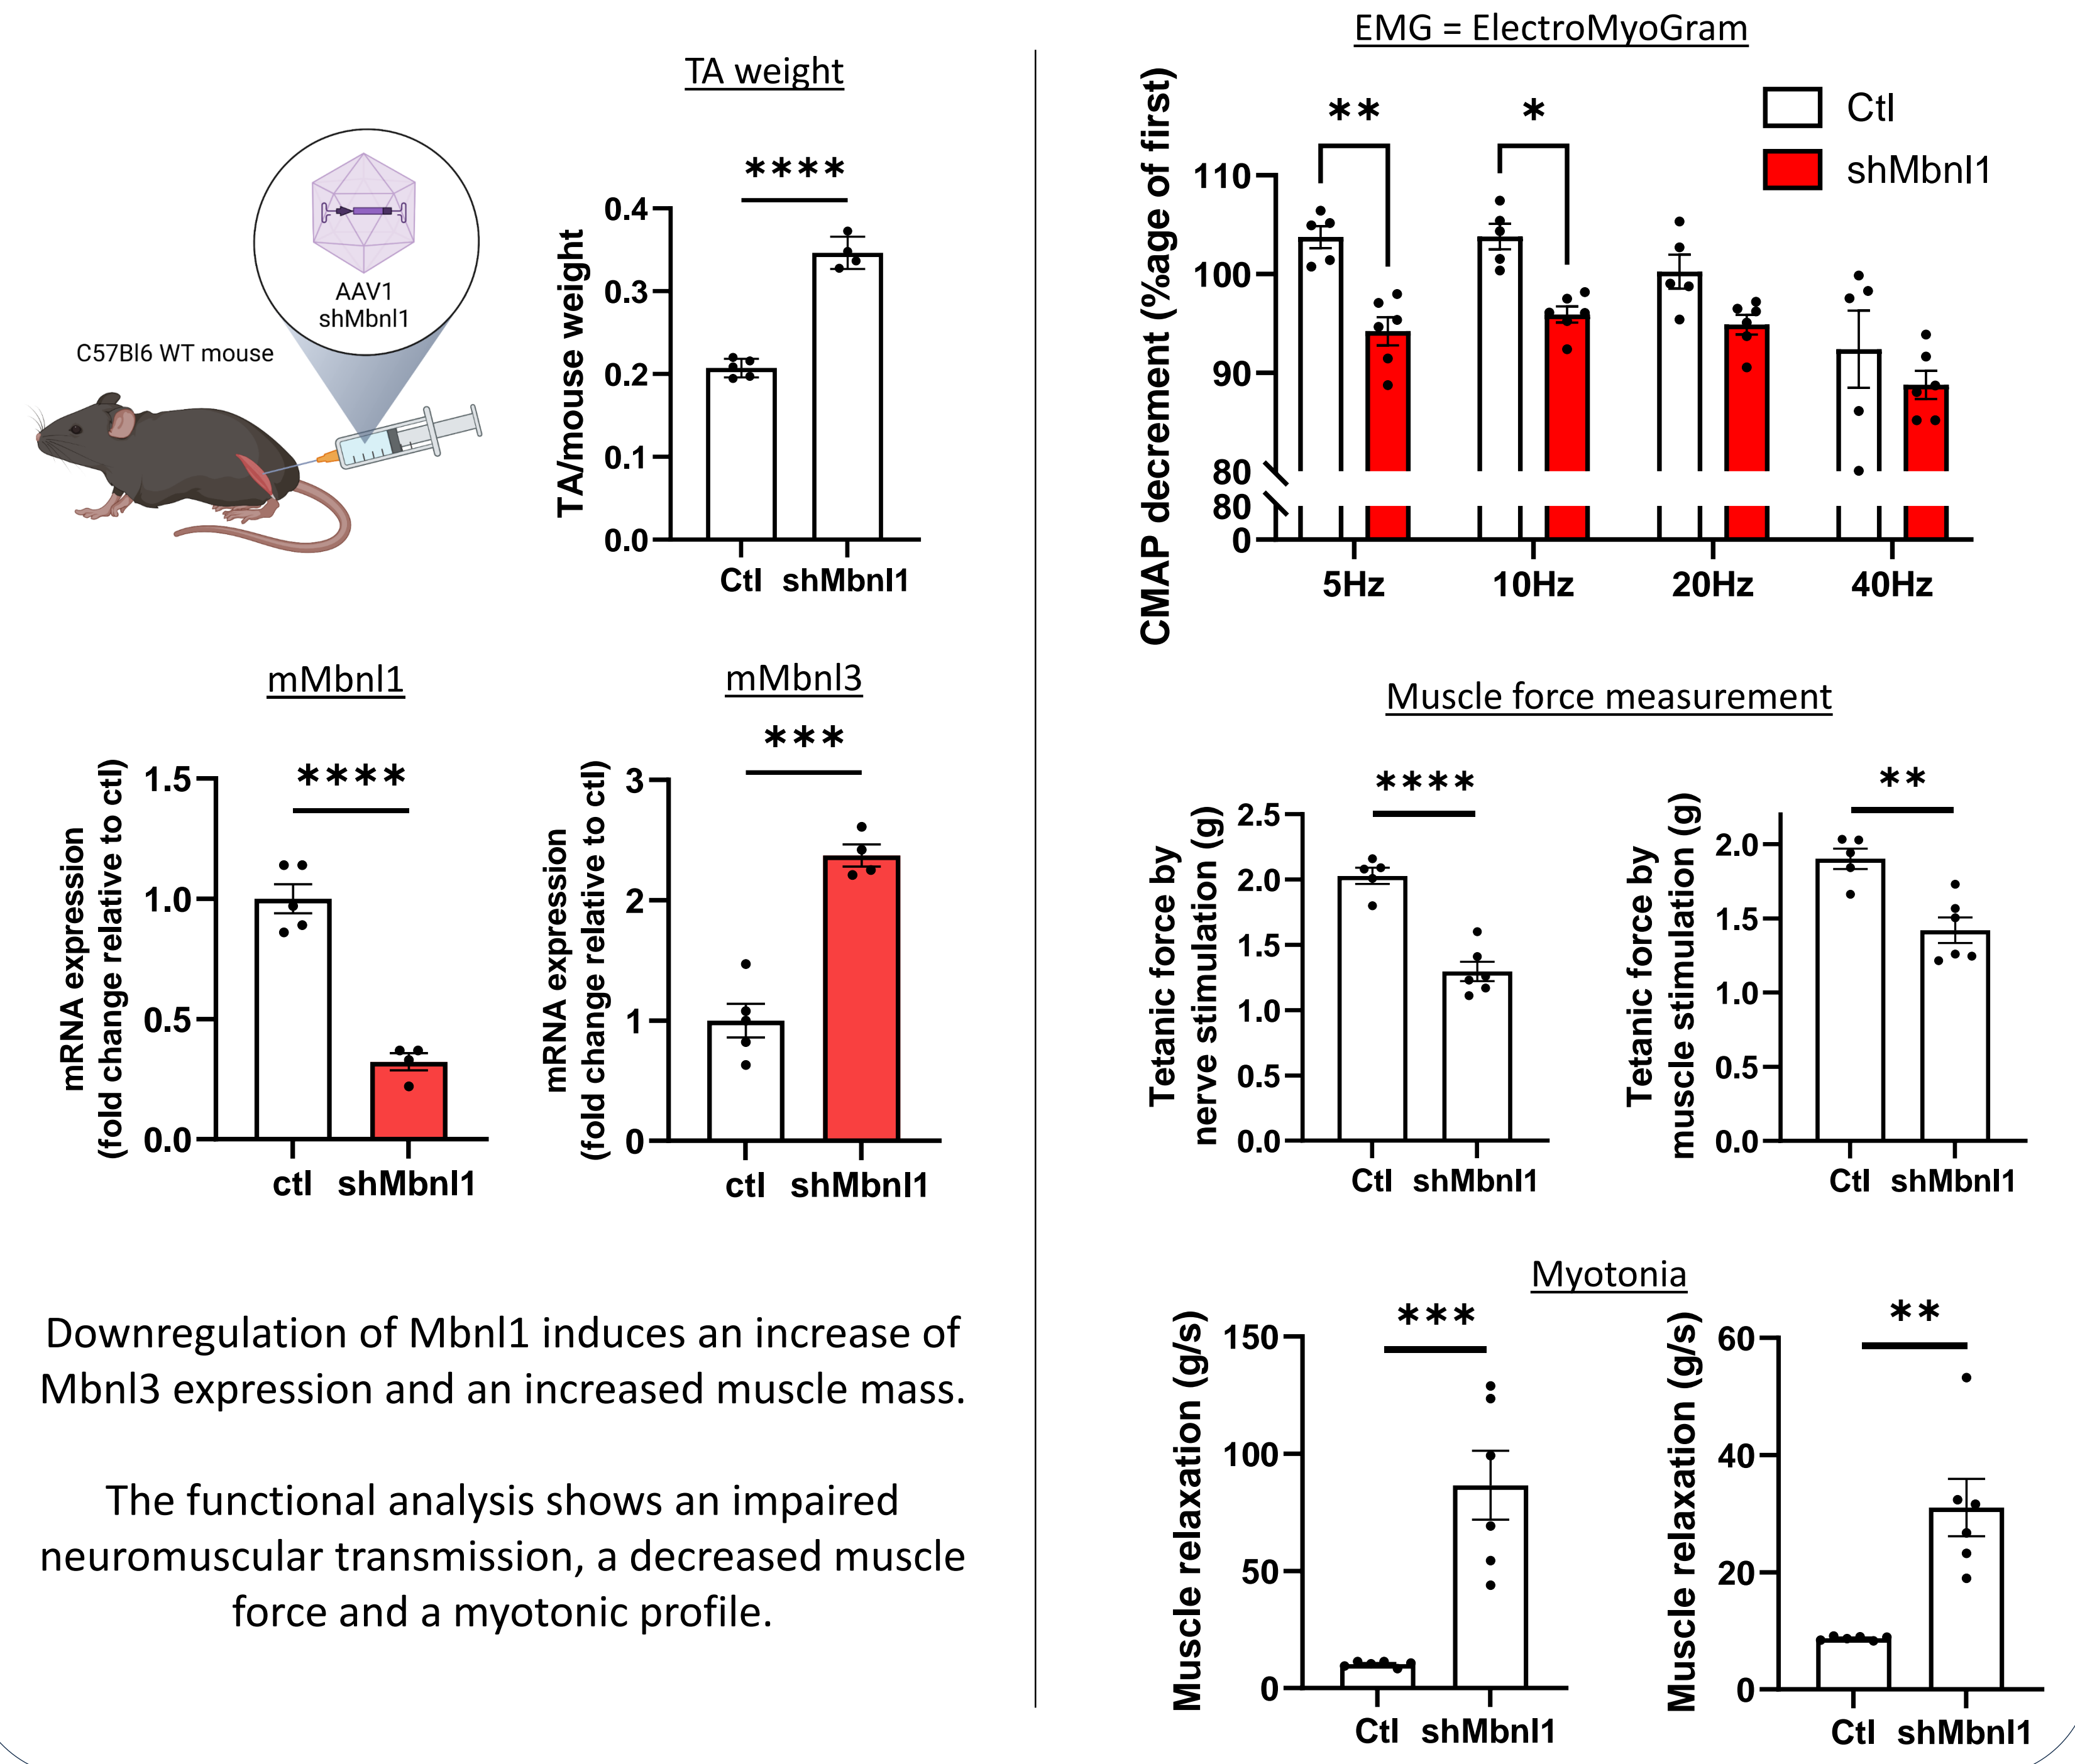 TA weight
AAV1
shMbnl1
C57Bl6 WT mouse
****
TA/mouse weight
0.4
0.3
0.2
0.1
0.0
Ctl shMbnl1
mMbnl1
****
mRNA expression
(fold change relative to ctl)
1.5
1.0
0.5
0.0
ctl shMbnl1
mMbnl3
***
mRNA expression
(fold change relative to ctl)
3
2
1
0
ctl shMbnl1
Downregulation of Mbnl1 induces an increase of
Mbnl3 expression and an increased muscle mass.
The functional analysis shows an impaired
neuromuscular transmission, a decreased muscle
force and a myotonic profile.
EMG = ElectroMyoGram
Ctl
shMbnl1
** *
CMAP decrement (%age of first)
110
100
90
80
80
0
5Hz 10Hz 20Hz 40Hz
Muscle force measurement
****
Tetanic force by
nerve stimulation (g)
2.5
2.0
1.5
1.0
0.5
0.0
Ctl shMbnl1
**
Tetanic force by
muscle stimulation (g)
2.0
1.5
1.0
0.5
0.0
Ctl shMbnl1
Myotonia
***
Muscle relaxation (g/s)
150
100
50
0
Ctl shMbnl1
**
Muscle relaxation (g/s)
60
40
20
0
Ctl shMbnl1